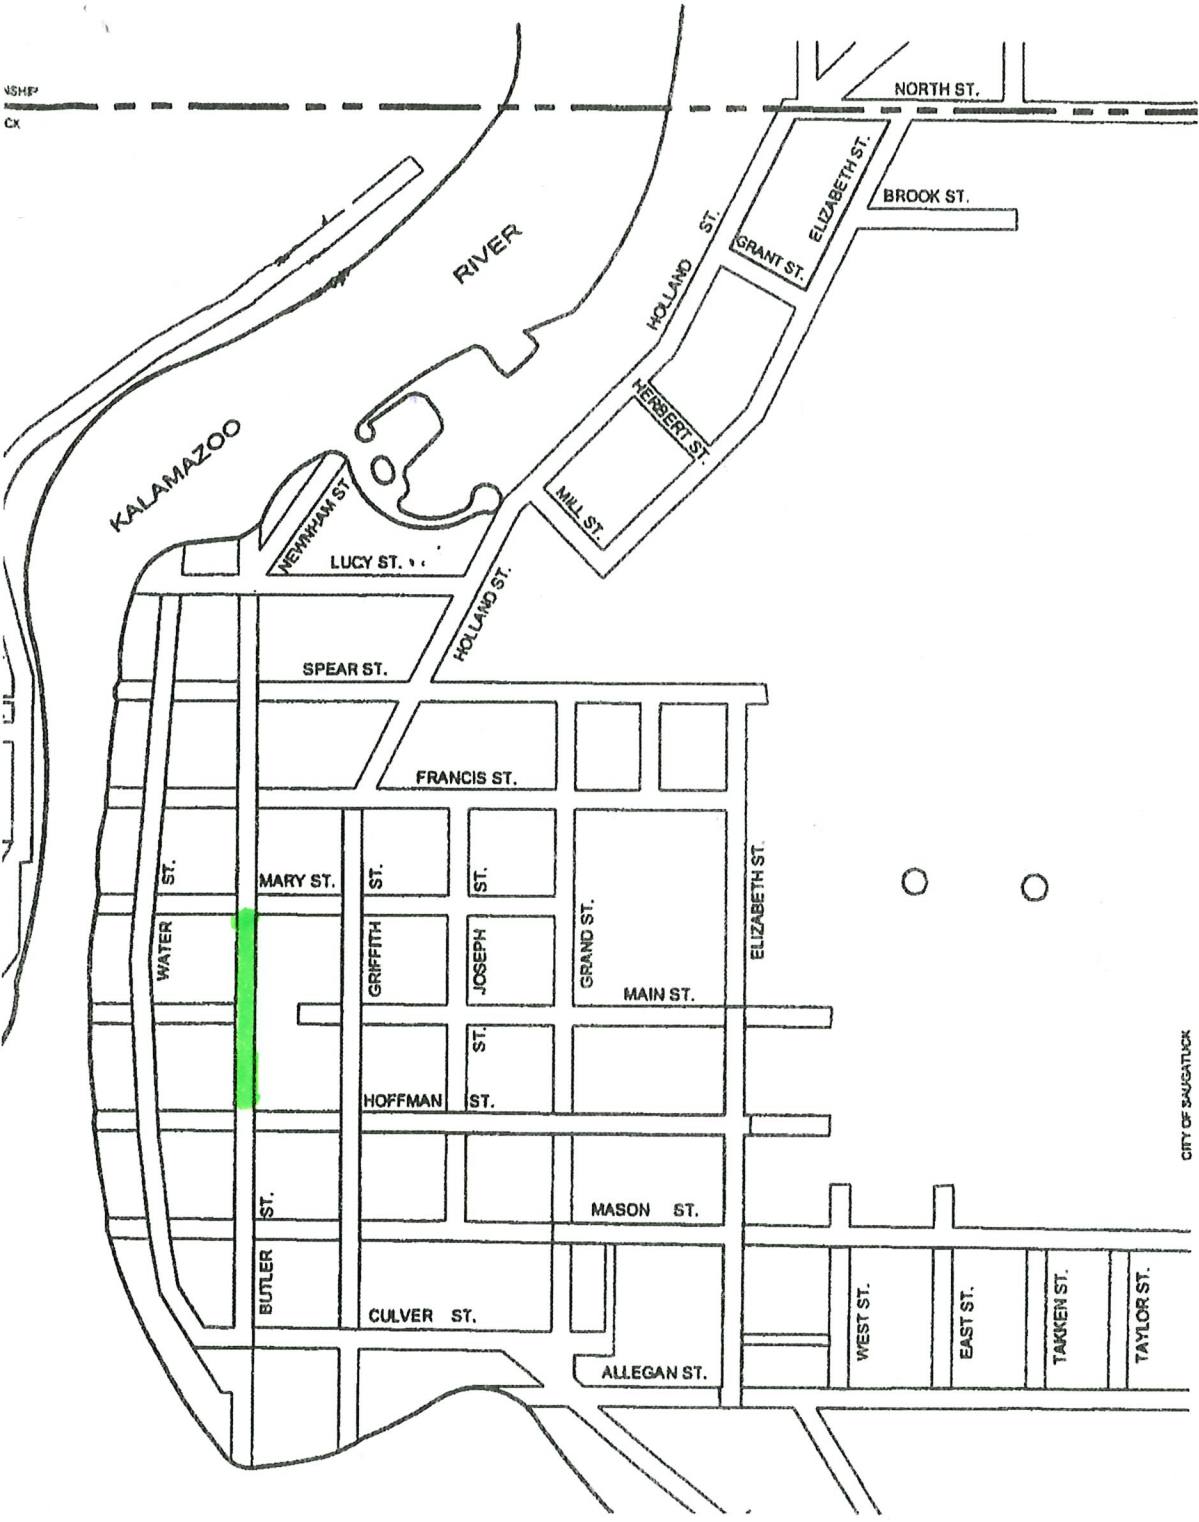 NORTH ST.
CK
ELIZABETH ST.
BROOK ST.
HOLLAND ST.
GRANT ST.
RIVER
KALAMAZOO
HERBERT ST.
MILL ST.
NEWNHAM ST.
LUCY ST.
HOLLAND ST.
SPEAR ST.
FRANCIS ST.
WATER ST.
MARY ST.
GRIFFITH ST.
JOSEPH ST.
GRAND ST.
ELIZABETH ST.
MAIN ST.
ST.
HOFFMAN ST.
CITY OF SAUGATUCK
BUTLER ST.
MASON ST.
CULVER ST.
ALLEGAN ST.
WEST ST.
EAST ST.
TAKKEN ST.
TAYLOR ST.